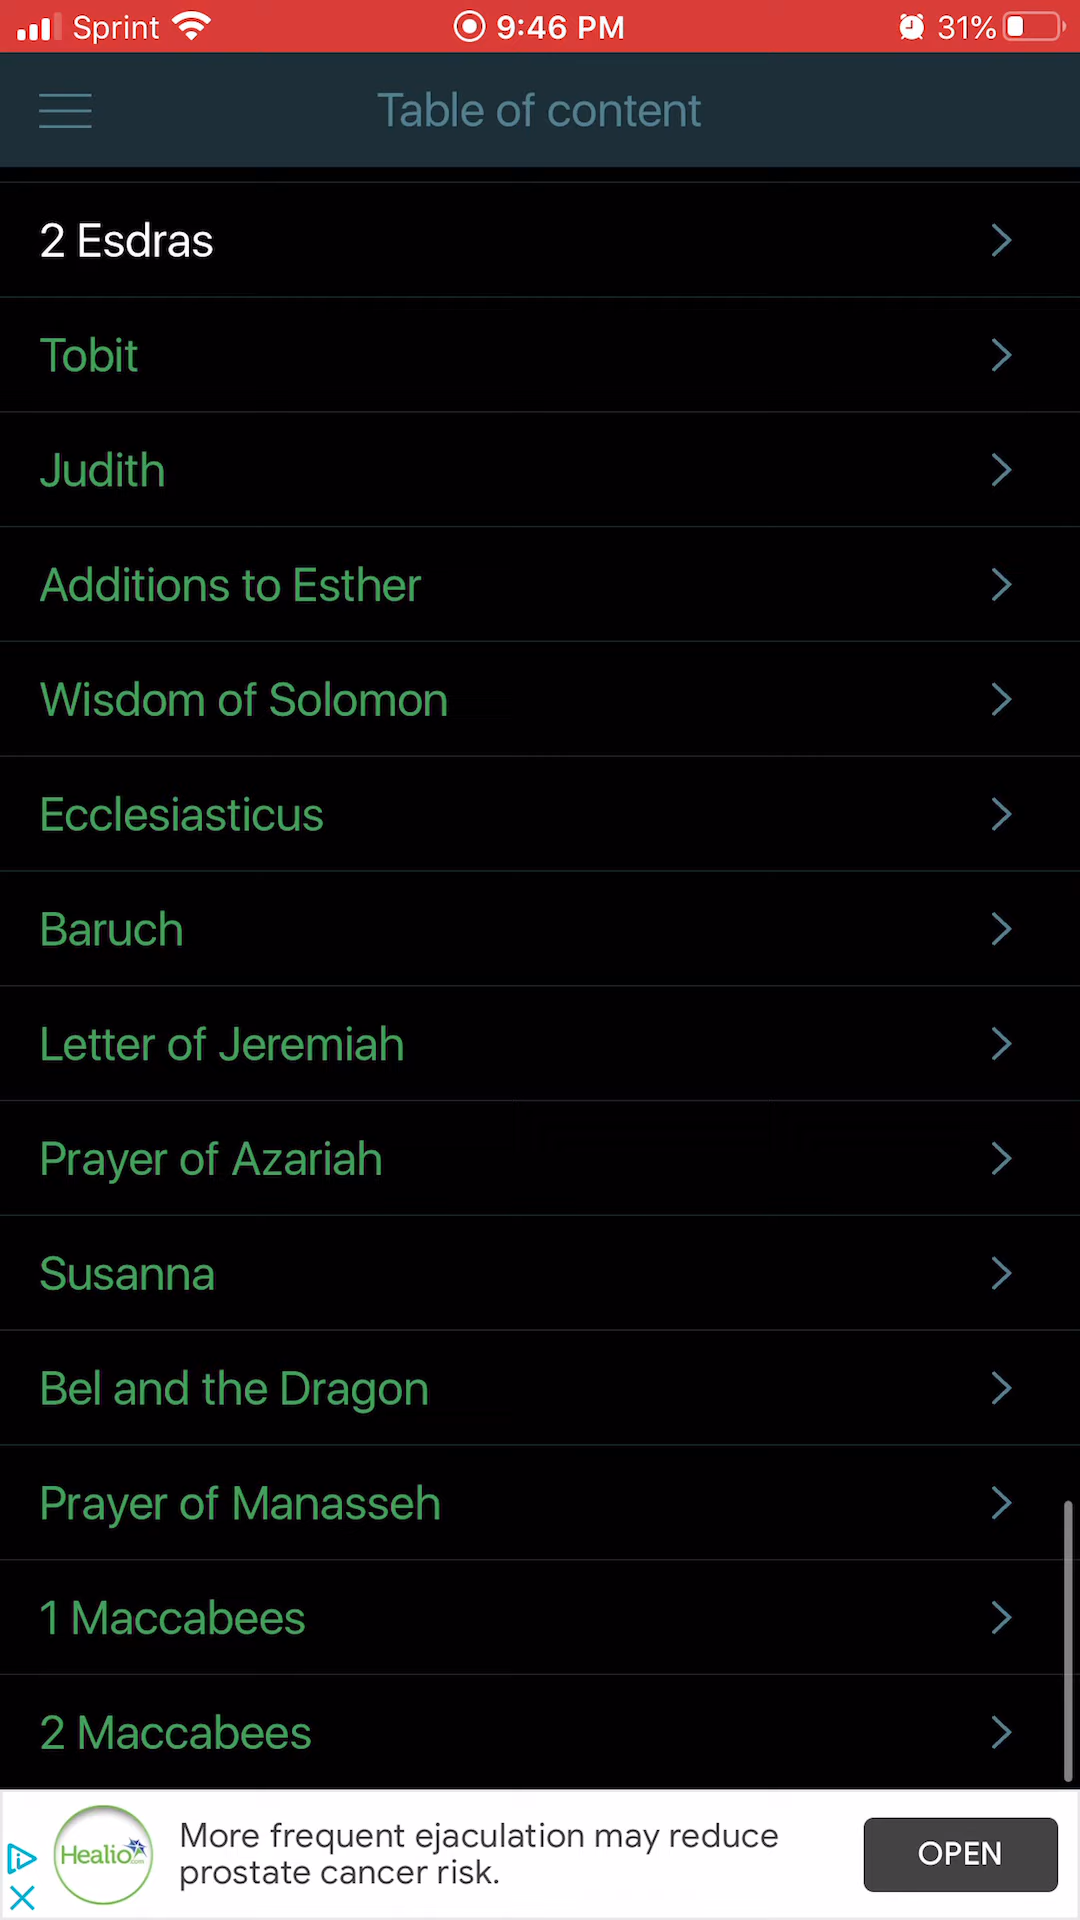 Sprint 9:46 PM 31%
Table of content
2 Esdras
Tobit
Judith
Additions to Esther
Wisdom of Solomon
Ecclesiasticus
Baruch
Letter of Jeremiah
Prayer of Azariah
Susanna
Bel and the Dragon
Prayer of Manasseh
1 Maccabees
2 Maccabees
Healio
More frequent ejaculation may reduce
prostate cancer risk.
OPEN